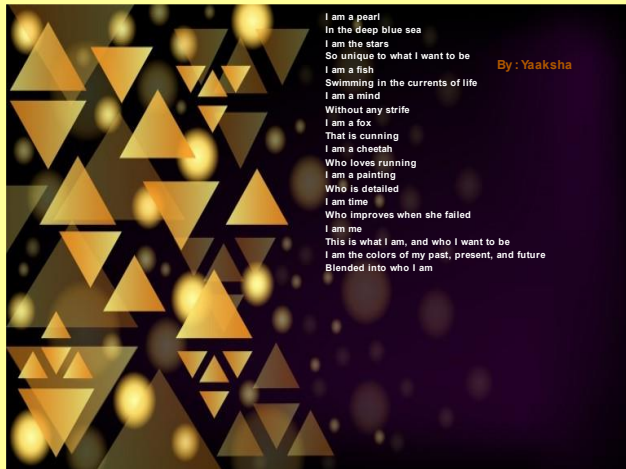 I am a pearl
In the deep blue sea
I am the stars
So unique to what I want to be
I am a fish
Swimming in the currents of life
I am a mind
Without any strife
I am a fox
That is cunning
I am a cheetah
Who loves running
I am a painting
Who is detailed
I am time
Who improves when she failed
I am me
This is what I am, and who I want to be
I am the colors of my past, present, and future
Blended into who I am
By: Yaaksha